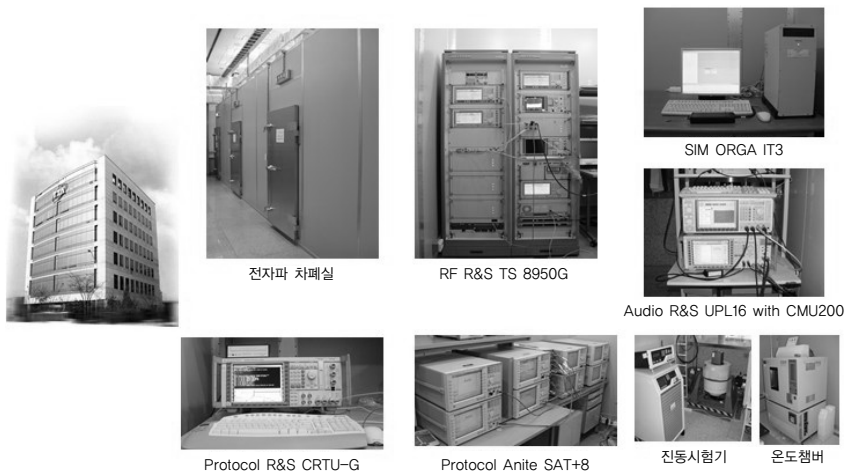 SIM ORGA IT3
전자파 차폐실
RF R&S TS 8950G
Audio R&S UPL16 with CMU200
Protocol R&S CRTU-G
Protocol Anite SAT+8
진동시험기
온도챔버